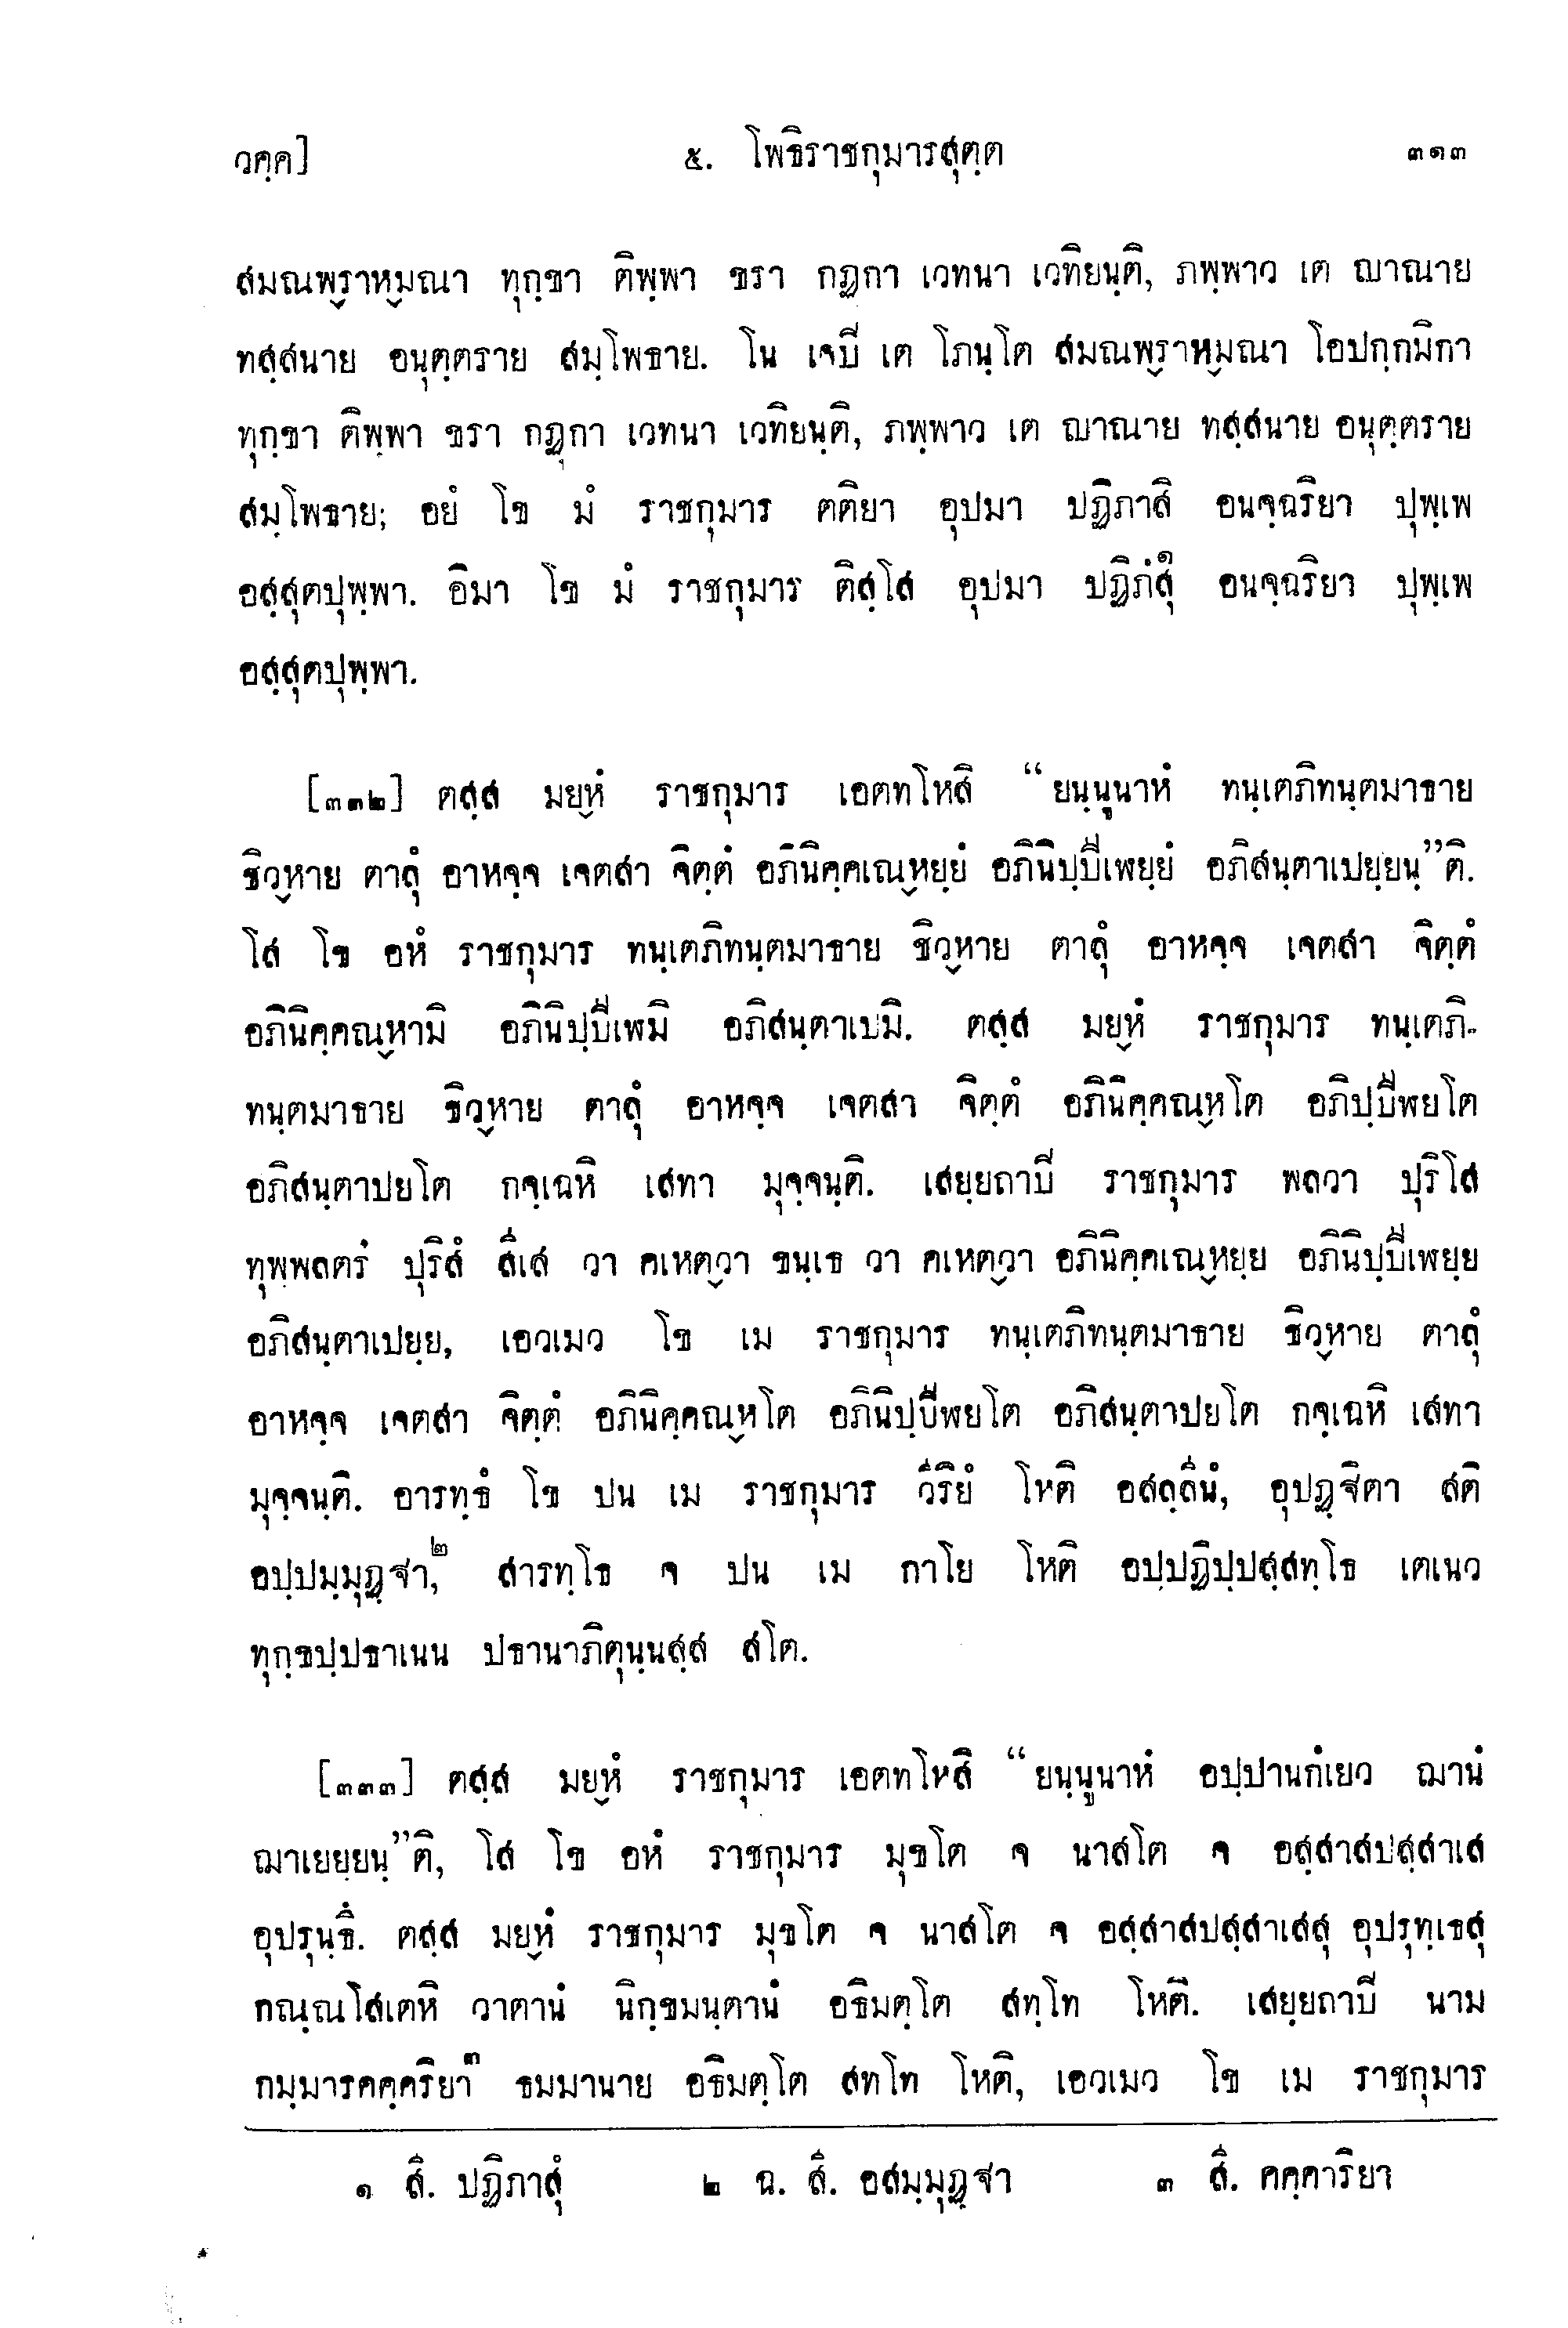 วคฺค] ๕. โพธิราชกุมารสุตฺต ๓๑๓
สมณพฺราหฺมณา ทุกฺขา ติพฺพา ขรา กฏกา เวทนา เวทิยนฺติ, ภพฺพาว เต ญาณาย
ทสฺสนาย อนุตฺตราย สมฺโพธาย. โน เจปี เต โภนฺโต สมณพฺราหฺมณา โอปกฺกมิกา
ทุกฺขา ติพฺพา ขรา กฏุกา เวทนา เวทิยนฺติ, ภพฺพาว เต ญาณาย ทสฺสนาย อนุตฺตราย
สมฺโพธาย; อยํ โข มํ ราชกุมาร ตติยา อุปมา ปฏิภาสิ อนจฺฉริยา ปุพฺเพ
อสฺสุตปุพฺพา. อิมา โข มํ ราชกุมาร ติสฺโส อุปมา ปฏิภํสุ๑ อนจฺฉริยา ปุพฺเพ
อสฺสุตปุพฺพา.
[๓๓๒] ตสฺส มยฺหํ ราชกุมาร เอตทโหสิ “ยนฺนูนาหํ ทนฺเตภิทนฺตมาธาย
ชิวฺหาย ตาลุํ อาหจฺจ เจตสา จิตฺตํ อภินิคฺคเณฺหยฺยํ อภินิปฺปีเพยฺยํ อภิสนฺตาเปยฺยนฺ”ติ.
โส โข อหํ ราชกุมาร ทนฺเตภิทนฺตมาธาย ชิวฺหาย ตาลุํ อาหจฺจ เจตสา จิตฺตํ
อภินิคฺคณฺหามิ อภินิปฺปีเพมิ อภิสนฺตาเปมิ. ตสฺส มยฺหํ ราชกุมาร ทนฺเตภิ-
ทนฺตมาธาย ชิวฺหาย ตาลุํ อาหจฺจ เจตสา จิตฺตํ อภินิคฺคณฺหโต อภิปฺปีพยโต
อภิสนฺตาปยโต กจฺเฉหิ เสทา มุจฺจนฺติ. เสยฺยถาปี ราชกุมาร พลวา ปุริโส
ทุพฺพลตรํ ปุริสํ สีเส วา คเหตฺวา ขนฺเธ วา คเหตฺวา อภินิคฺคเณฺหยฺย อภินิปฺปีเพยฺย
อภิสนฺตาเปยฺย, เอวเมว โข เม ราชกุมาร ทนฺเตภิทนฺตมาธาย ชิวฺหาย ตาลุํ
อาหจฺจ เจตสา จิตฺตํ อภินิคฺคณฺหโต อภินิปฺปีพยโต อภิสนฺตาปยโต กจฺเฉหิ เสทา
มุจฺจนฺติ. อารทฺธํ โข ปน เม ราชกุมาร วีริยํ โหติ อสลฺลีนํ, อุปฏฺฐิตา สติ
อปฺปมฺมุฏฺฐา,๒ สารทฺโธ จ ปน เม กาโย โหติ อปฺปฏิปฺปสฺสทฺโธ เตเนว
ทุกฺขปฺปธาเนน ปธานาภิตุนฺนสฺส สโต.
[๓๓๓] ตสฺส มยฺหํ ราชกุมาร เอตทโหสิ “ยนฺนูนาหํ อปฺปานกํเยว ฌานํ
ฌาเยยฺยนฺ”ติ, โส โข อหํ ราชกุมาร มุขโต จ นาสโต จ อสฺสาสปสฺสาเส
อุปรุนฺธึ. ตสฺส มยฺหํ ราชกุมาร มุขโต จ นาสโต จ อสฺสาสปสฺสาเสสุ อุปรุทฺเธสุ
กณฺณโสเตหิ วาตานํ นิกฺขมนฺตานํ อธิมตฺโต สทฺโท โหติ. เสยฺยถาปี นาม
กมฺมารคคฺคริยา๓ ธมมานาย อธิมตฺโต สทโท โหติ, เอวเมว โข เม ราชกุมาร
๑ สี. ปฏิภาสุํ ๒ ฉ. สี. อสมฺมุฏฺฐา ๓ สี. คคฺคาริยา